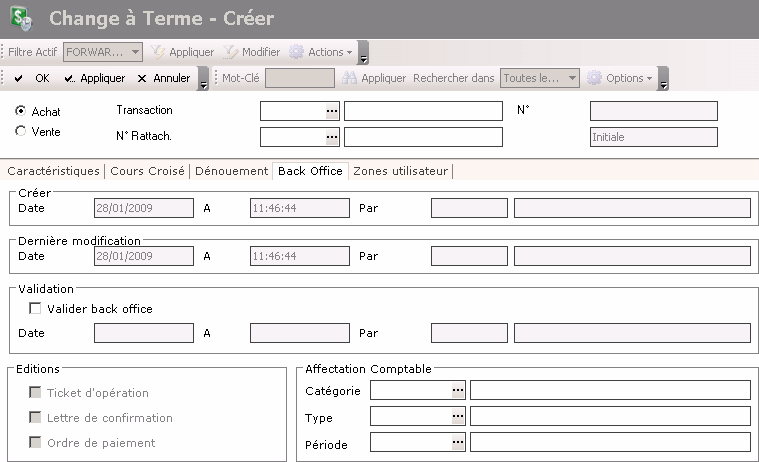 Change à Terme - Créer
Filtre Actif FORWAR... Appliquer Modifier Actions
OK Appliquer Annuler Mot-Clé Appliquer Rechercher dans Toutes le... Options
Achat Transaction ... N°
Vente N° Rattach. ... Initiale
Caractéristiques Cours Croisé Dénouement Back Office Zones utilisateur
Créer
Date 28/01/2009 A 11:46:44 Par
Dernière modification
Date 28/01/2009 A 11:46:44 Par
Validation
Valider back office
Date A Par
Editions Affectation Comptable
Ticket d'opération Catégorie ...
Lettre de confirmation Type ...
Ordre de paiement Période ...